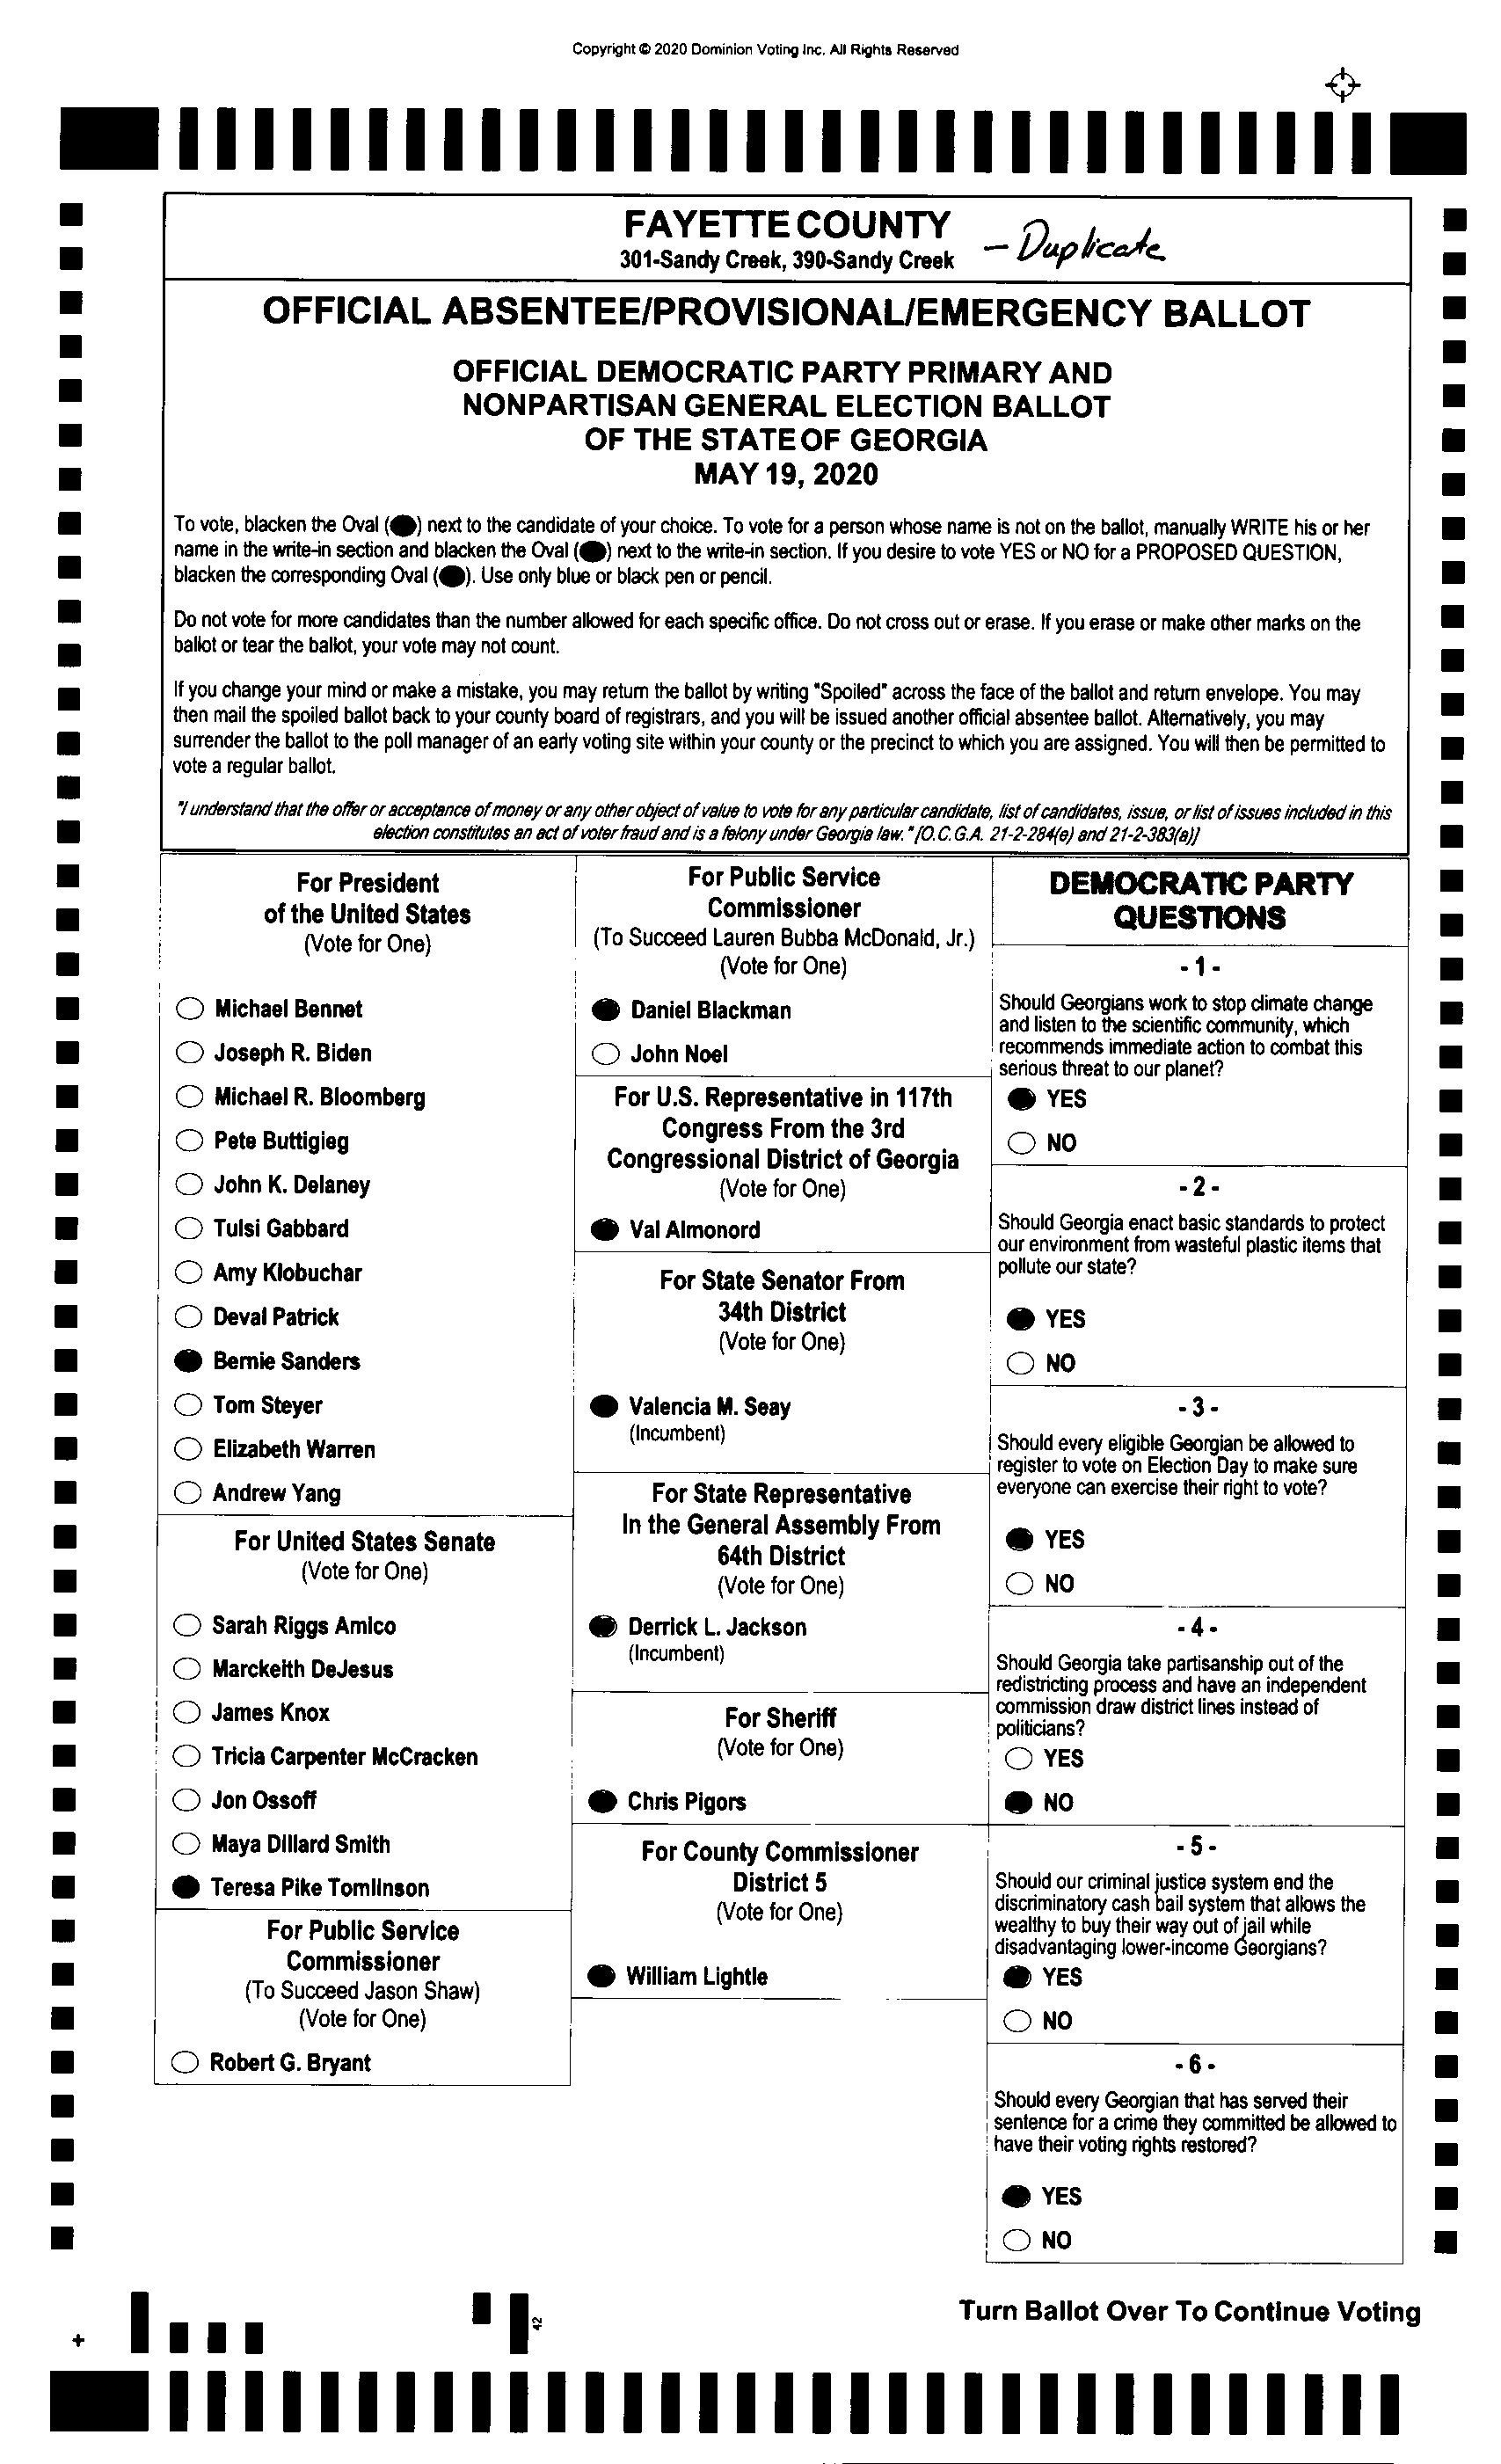 Copyright © 2020 Dominion Voting Inc. All Rights Reserved
FAYETTE COUNTY
301-Sandy Creek, 390-Sandy Creek
- Duplicate
OFFICIAL ABSENTEE/PROVISIONAL/EMERGENCY BALLOT
OFFICIAL DEMOCRATIC PARTY PRIMARY AND
NONPARTISAN GENERAL ELECTION BALLOT
OF THE STATE OF GEORGIA
MAY 19, 2020
To vote, blacken the Oval ( ) next to the candidate of your choice. To vote for a person whose name is not on the ballot, manually WRITE his or her
name in the write-in section and blacken the Oval ( ) next to the write-in section. If you desire to vote YES or NO for a PROPOSED QUESTION,
blacken the corresponding Oval ( ). Use only blue or black pen or pencil.
Do not vote for more candidates than the number allowed for each specific office. Do not cross out or erase. If you erase or make other marks on the
ballot or tear the ballot, your vote may not count.
If you change your mind or make a mistake, you may return the ballot by writing "Spoiled" across the face of the ballot and return envelope. You may
then mail the spoiled ballot back to your county board of registrars, and you will be issued another official absentee ballot. Alternatively, you may
surrender the ballot to the poll manager of an early voting site within your county or the precinct to which you are assigned. You will then be permitted to
vote a regular ballot.
"I understand that the offer or acceptance of money or any other object of value to vote for any particular candidate, list of candidates, issue, or list of issues included in this
election constitutes an act of voter fraud and is a felony under Georgia law." [O.C.G.A. 21-2-284(e) and 21-2-383(a)]
For President
of the United States
(Vote for One)
Michael Bennet
Joseph R. Biden
Michael R. Bloomberg
Pete Buttigieg
John K. Delaney
Tulsi Gabbard
Amy Klobuchar
Deval Patrick
Bernie Sanders
Tom Steyer
Elizabeth Warren
Andrew Yang
For United States Senate
(Vote for One)
Sarah Riggs Amico
Marckeith DeJesus
James Knox
Tricia Carpenter McCracken
Jon Ossoff
Maya Dillard Smith
Teresa Pike Tomlinson
For Public Service
Commissioner
(To Succeed Jason Shaw)
(Vote for One)
Robert G. Bryant
For Public Service
Commissioner
(To Succeed Lauren Bubba McDonald, Jr.)
(Vote for One)
Daniel Blackman
John Noel
For U.S. Representative in 117th
Congress From the 3rd
Congressional District of Georgia
(Vote for One)
Val Almonord
For State Senator From
34th District
(Vote for One)
Valencia M. Seay
(Incumbent)
For State Representative
In the General Assembly From
64th District
(Vote for One)
Derrick L. Jackson
(Incumbent)
For Sheriff
(Vote for One)
Chris Pigors
For County Commissioner
District 5
(Vote for One)
William Lightle
DEMOCRATIC PARTY
QUESTIONS
- 1 -
Should Georgians work to stop climate change
and listen to the scientific community, which
recommends immediate action to combat this
serious threat to our planet?
YES
NO
- 2 -
Should Georgia enact basic standards to protect
our environment from wasteful plastic items that
pollute our state?
YES
NO
- 3 -
Should every eligible Georgian be allowed to
register to vote on Election Day to make sure
everyone can exercise their right to vote?
YES
NO
- 4 -
Should Georgia take partisanship out of the
redistricting process and have an independent
commission draw district lines instead of
politicians?
YES
NO
- 5 -
Should our criminal justice system end the
discriminatory cash bail system that allows the
wealthy to buy their way out of jail while
disadvantaging lower-income Georgians?
YES
NO
- 6 -
Should every Georgian that has served their
sentence for a crime they committed be allowed to
have their voting rights restored?
YES
NO
Turn Ballot Over To Continue Voting
+
42